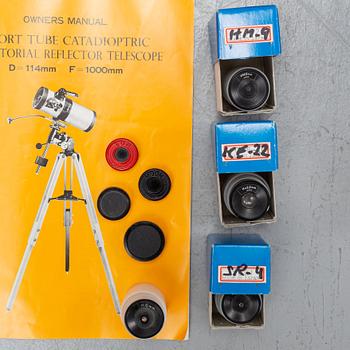 OWNERS MANUAL
ORT TUBE CATADIOPTRIC
TORIAL REFLECTOR TELESCOPE
D=114mm F=1000mm
HM-9
KE-22
SR-4